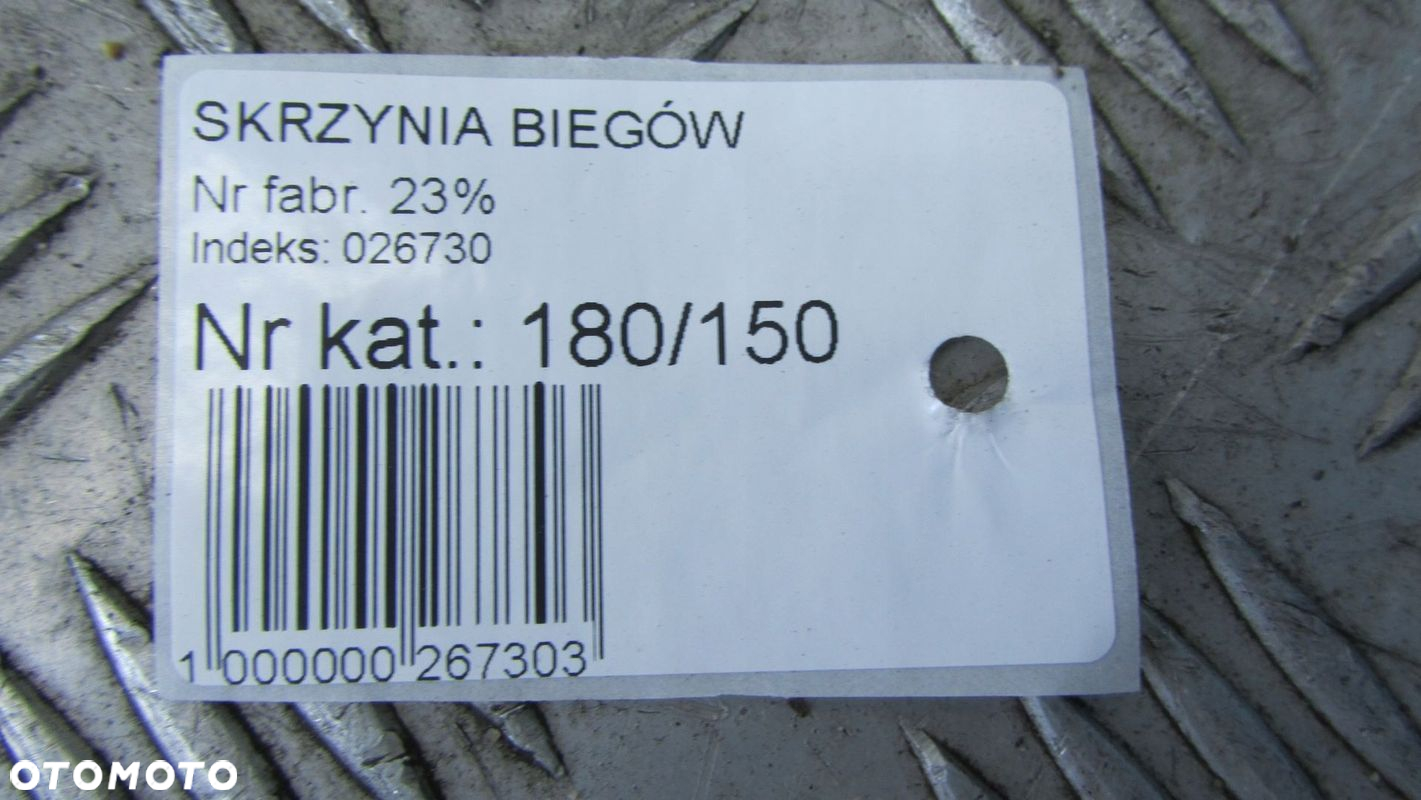 SKRZYNIA BIEGÓW
Nr fabr. 23%
Indeks: 026730
Nr kat.: 180/150
1 000000 267303
OTOMOTO